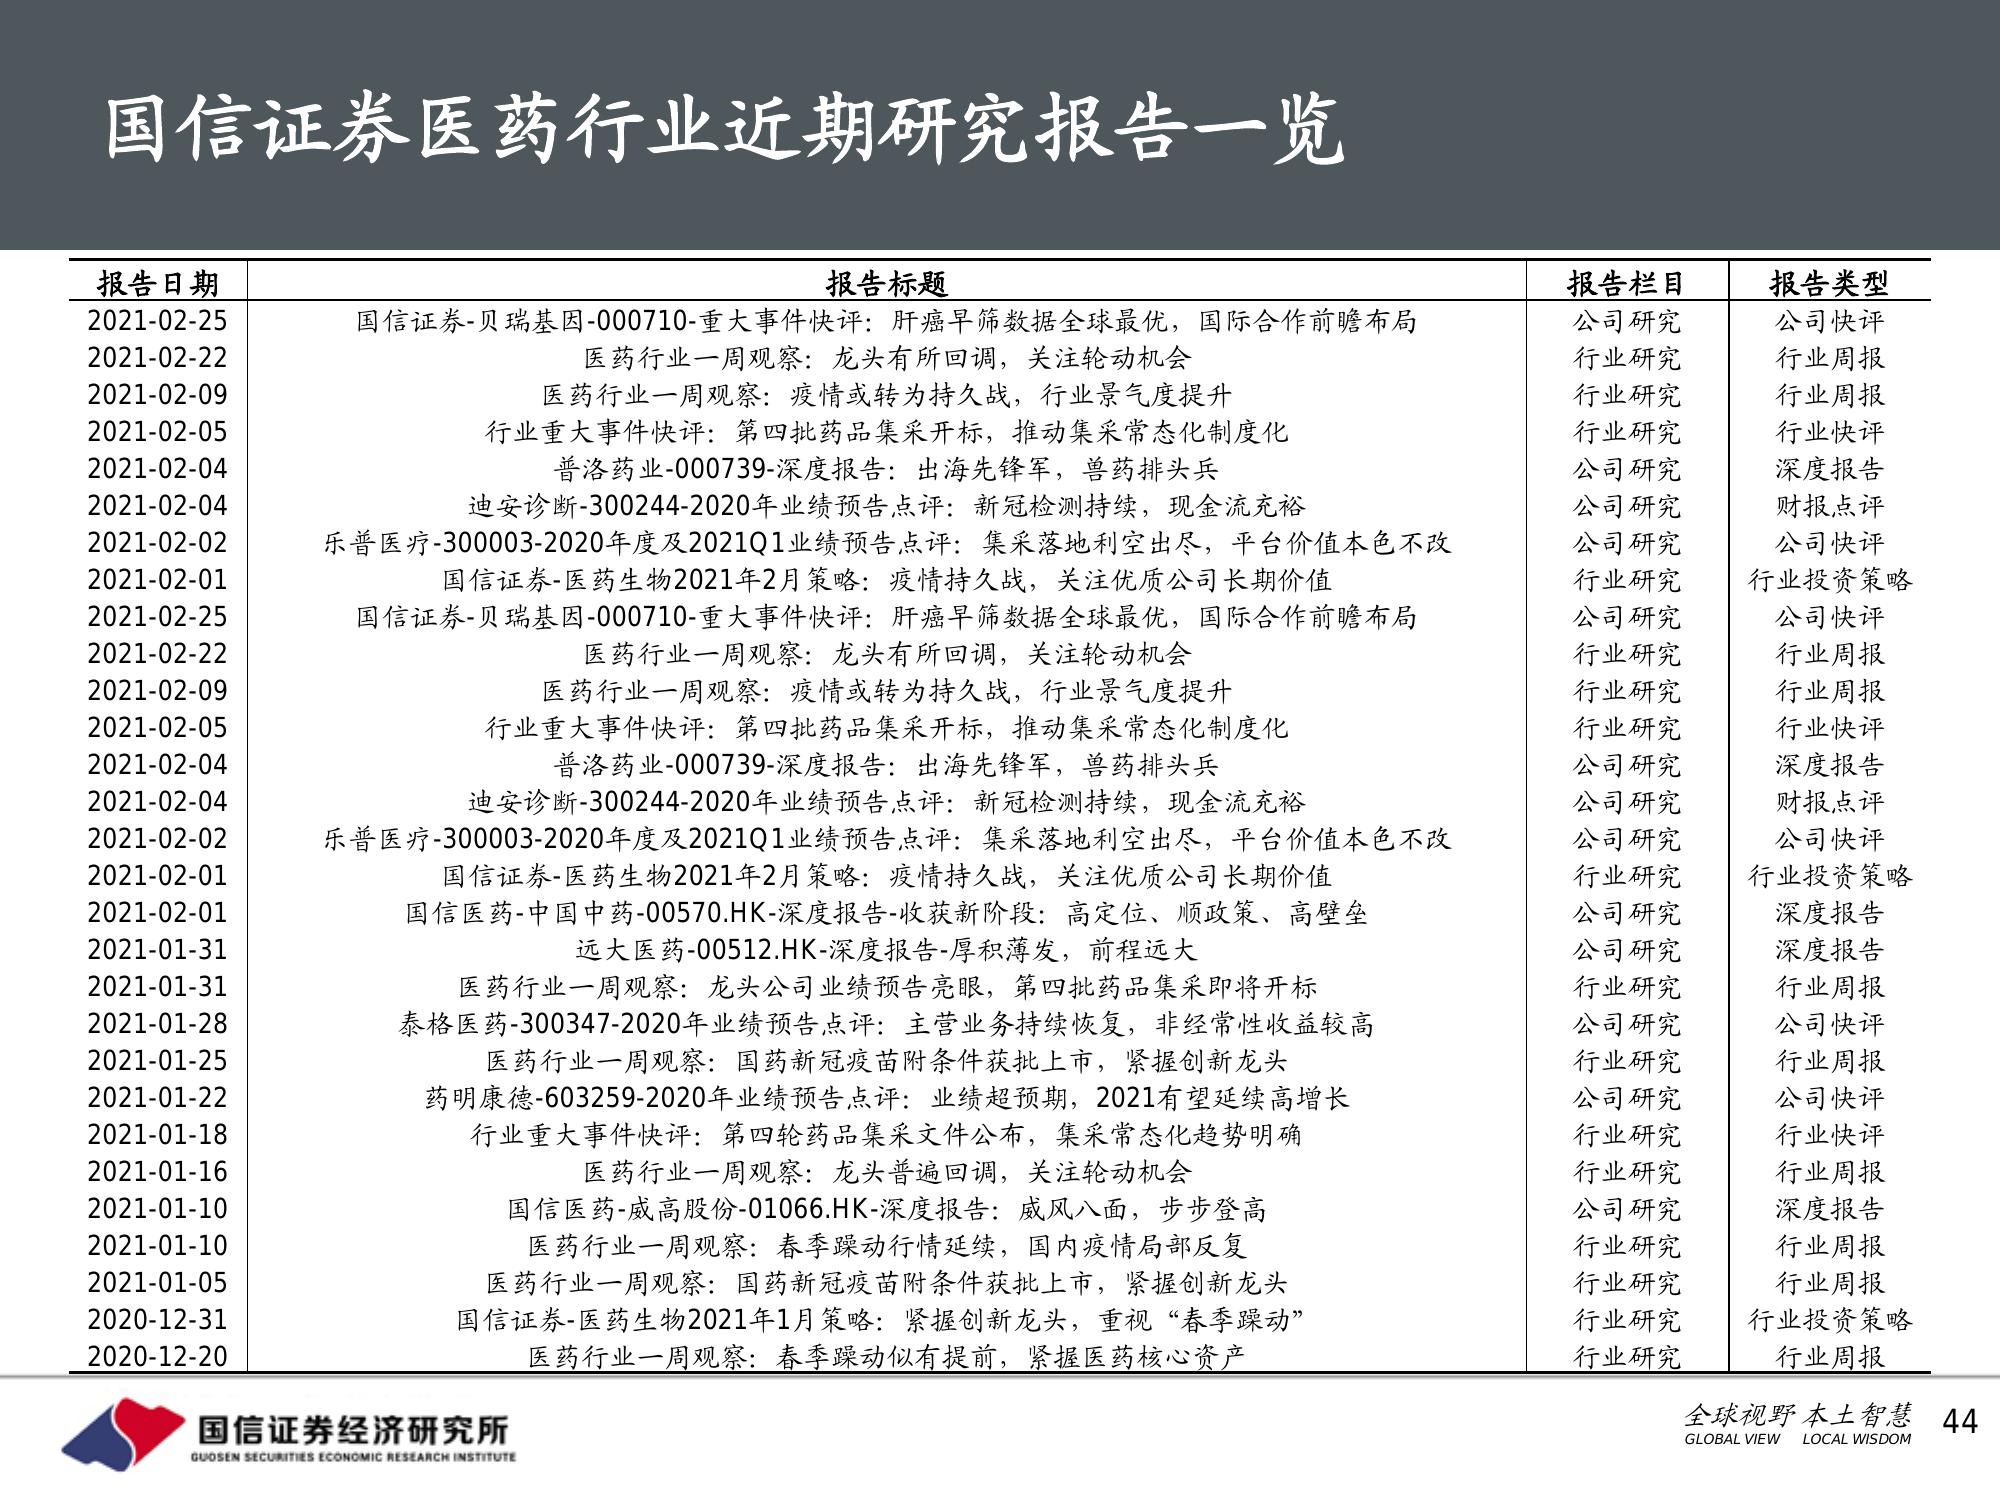 国信证券医药行业近期研究报告一览
报告日期 报告标题 报告栏目 报告类型
2021-02-25 国信证券-贝瑞基因-000710-重大事件快评：肝癌早筛数据全球最优，国际合作前瞻布局 公司研究 公司快评
2021-02-22 医药行业一周观察：龙头有所回调，关注轮动机会 行业研究 行业周报
2021-02-09 医药行业一周观察：疫情或转为持久战，行业景气度提升 行业研究 行业周报
2021-02-05 行业重大事件快评：第四批药品集采开标，推动集采常态化制度化 行业研究 行业快评
2021-02-04 普洛药业-000739-深度报告：出海先锋军，兽药排头兵 公司研究 深度报告
2021-02-04 迪安诊断-300244-2020年业绩预告点评：新冠检测持续，现金流充裕 公司研究 财报点评
2021-02-02 乐普医疗-300003-2020年度及2021Q1业绩预告点评：集采落地利空出尽，平台价值本色不改 公司研究 公司快评
2021-02-01 国信证券-医药生物2021年2月策略：疫情持久战，关注优质公司长期价值 行业研究 行业投资策略
2021-02-25 国信证券-贝瑞基因-000710-重大事件快评：肝癌早筛数据全球最优，国际合作前瞻布局 公司研究 公司快评
2021-02-22 医药行业一周观察：龙头有所回调，关注轮动机会 行业研究 行业周报
2021-02-09 医药行业一周观察：疫情或转为持久战，行业景气度提升 行业研究 行业周报
2021-02-05 行业重大事件快评：第四批药品集采开标，推动集采常态化制度化 行业研究 行业快评
2021-02-04 普洛药业-000739-深度报告：出海先锋军，兽药排头兵 公司研究 深度报告
2021-02-04 迪安诊断-300244-2020年业绩预告点评：新冠检测持续，现金流充裕 公司研究 财报点评
2021-02-02 乐普医疗-300003-2020年度及2021Q1业绩预告点评：集采落地利空出尽，平台价值本色不改 公司研究 公司快评
2021-02-01 国信证券-医药生物2021年2月策略：疫情持久战，关注优质公司长期价值 行业研究 行业投资策略
2021-02-01 国信医药-中国中药-00570.HK-深度报告-收获新阶段：高定位、顺政策、高壁垒 公司研究 深度报告
2021-01-31 远大医药-00512.HK-深度报告-厚积薄发，前程远大 公司研究 深度报告
2021-01-31 医药行业一周观察：龙头公司业绩预告亮眼，第四批药品集采即将开标 行业研究 行业周报
2021-01-28 泰格医药-300347-2020年业绩预告点评：主营业务持续恢复，非经常性收益较高 公司研究 公司快评
2021-01-25 医药行业一周观察：国药新冠疫苗附条件获批上市，紧握创新龙头 行业研究 行业周报
2021-01-22 药明康德-603259-2020年业绩预告点评：业绩超预期，2021有望延续高增长 公司研究 公司快评
2021-01-18 行业重大事件快评：第四轮药品集采文件公布，集采常态化趋势明确 行业研究 行业快评
2021-01-16 医药行业一周观察：龙头普遍回调，关注轮动机会 行业研究 行业周报
2021-01-10 国信医药-威高股份-01066.HK-深度报告：威风八面，步步登高 公司研究 深度报告
2021-01-10 医药行业一周观察：春季躁动行情延续，国内疫情局部反复 行业研究 行业周报
2021-01-05 医药行业一周观察：国药新冠疫苗附条件获批上市，紧握创新龙头 行业研究 行业周报
2020-12-31 国信证券-医药生物2021年1月策略：紧握创新龙头，重视“春季躁动” 行业研究 行业投资策略
2020-12-20 医药行业一周观察：春季躁动似有提前，紧握医药核心资产 行业研究 行业周报
国信证券经济研究所
GUOSEN SECURITIES ECONOMIC RESEARCH INSTITUTE
全球视野 本土智慧
GLOBAL VIEW LOCAL WISDOM
44